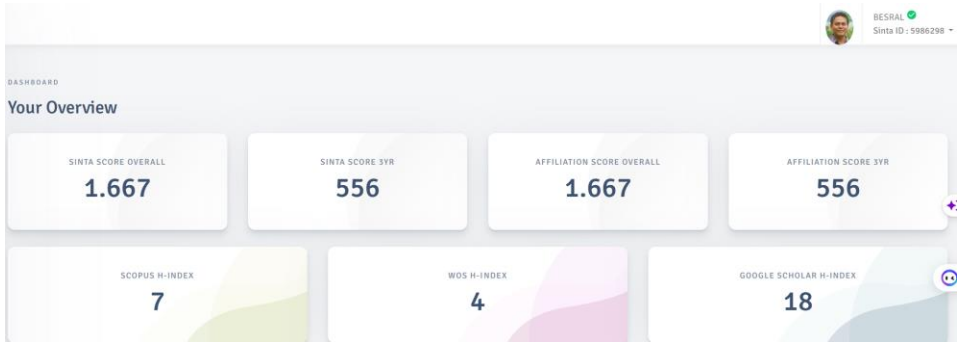 BESRAL
Sinta ID : 5986298
DASHBOARD
Your Overview
SINTA SCORE OVERALL
1.667
SINTA SCORE 3YR
556
AFFILIATION SCORE OVERALL
1.667
AFFILIATION SCORE 3YR
556
SCOPUS H-INDEX
7
WOS H-INDEX
4
GOOGLE SCHOLAR H-INDEX
18